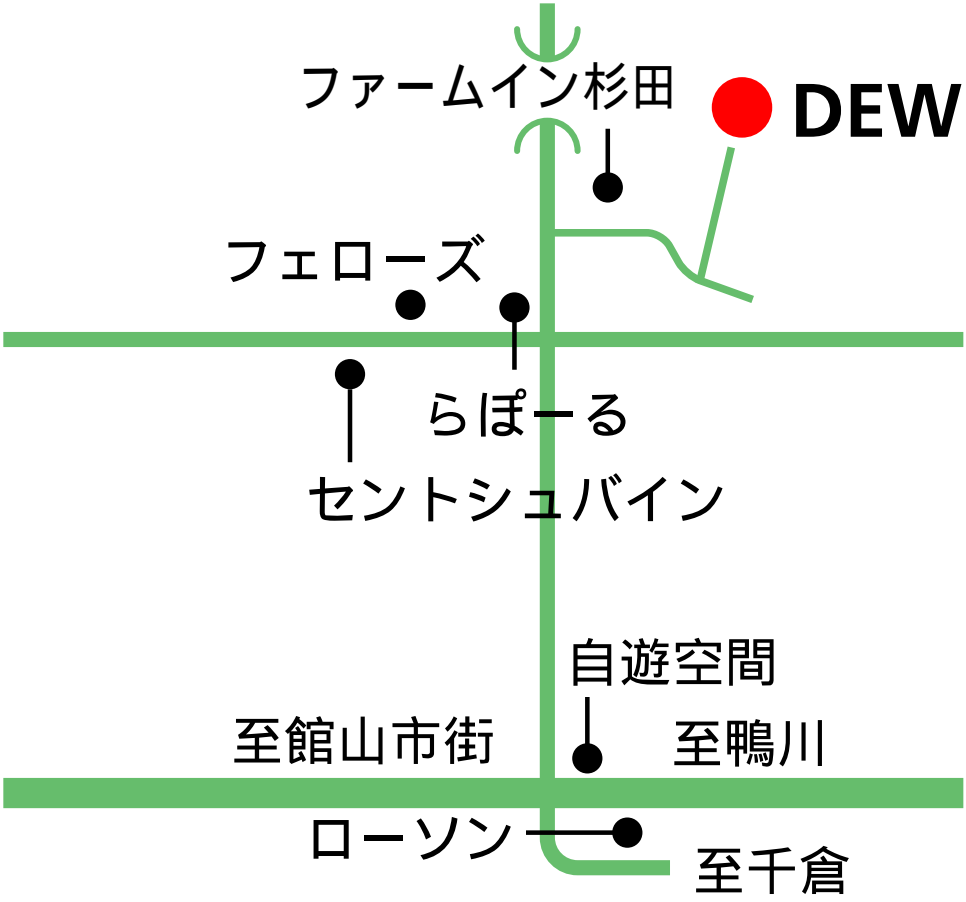 ファームイン杉田
DEW
フェローズ
らぽーる
セントシュバイン
自遊空間
至館山市街
至鴨川
ローソン
至千倉